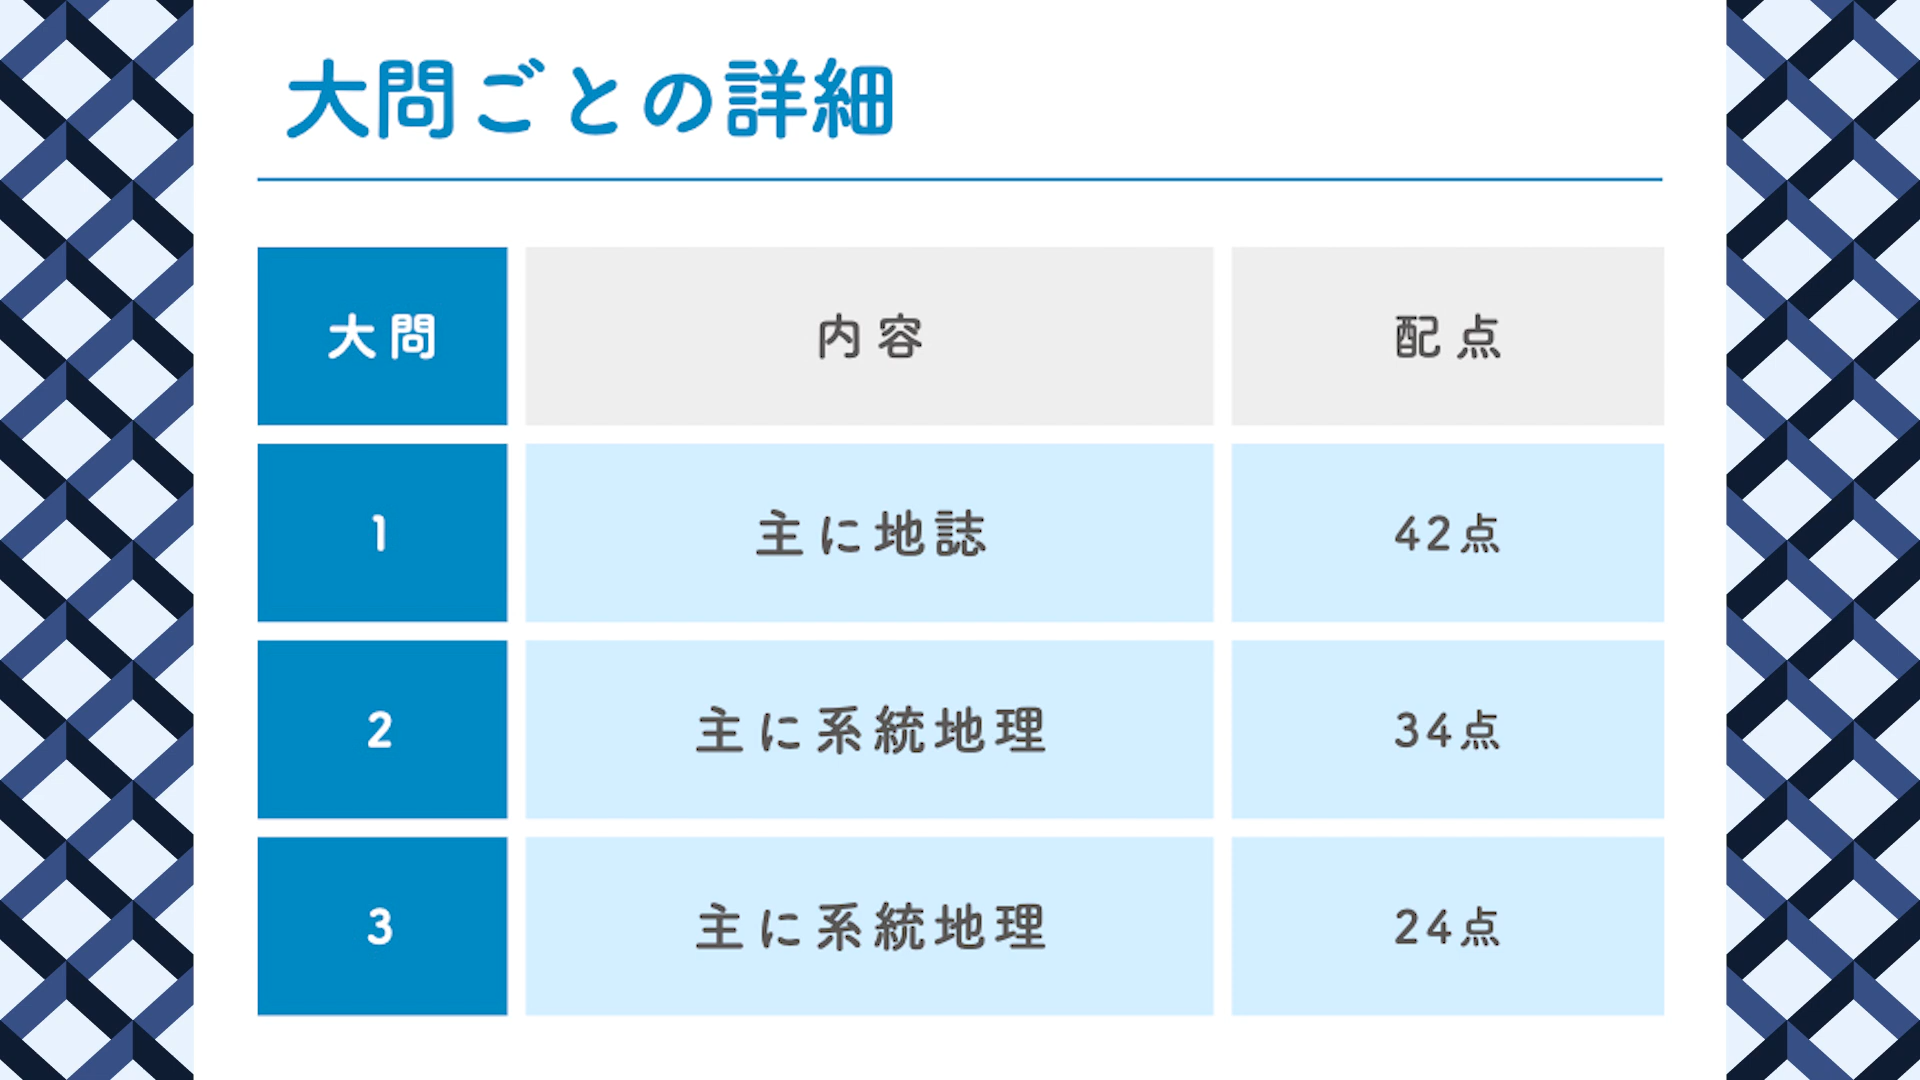 大問ごとの詳細
大問 内容 配点
1 主に地誌 42点
2 主に系統地理 34点
3 主に系統地理 24点